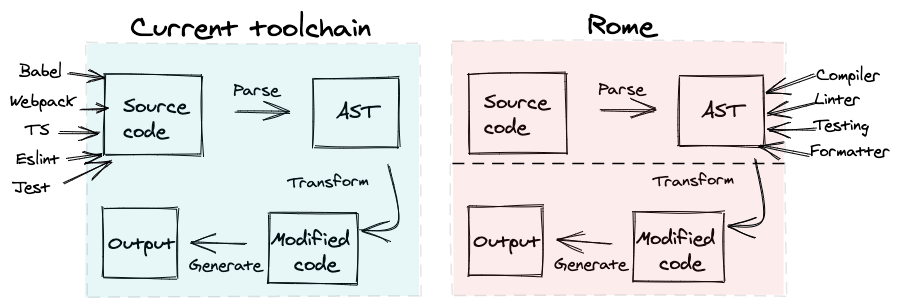 Current toolchain
Babel
Webpack
TS
Eslint
Jest
Source
code
Parse
AST
Transform
Output
Generate
Modified
code
Rome
Source
code
Parse
AST
Compiler
Linter
Testing
Formatter
Transform
Output
Generate
Modified
code